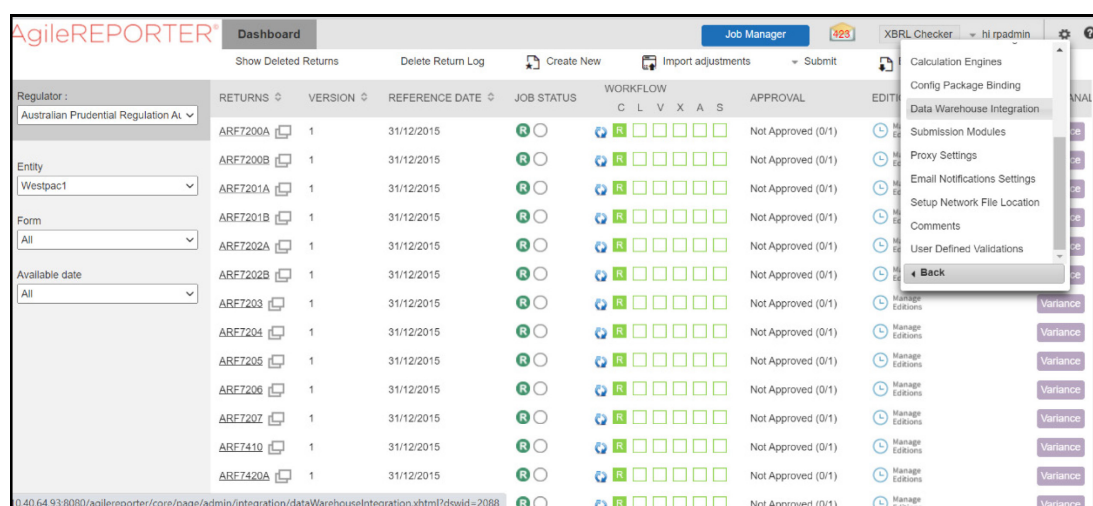 AgileREPORTER®
Dashboard
Job Manager
423
XBRL Checker
hi rpadmin
Show Deleted Returns
Delete Return Log
Create New
Import adjustments
Submit
Regulator :
Australian Prudential Regulation Au
Entity
Westpac1
Form
All
Available date
All
RETURNS VERSION REFERENCE DATE JOB STATUS WORKFLOW APPROVAL
C L V X A S
ARF7200A 1 31/12/2015 R R Not Approved (0/1)
ARF7200B 1 31/12/2015 R R Not Approved (0/1)
ARF7201A 1 31/12/2015 R R Not Approved (0/1)
ARF7201B 1 31/12/2015 R R Not Approved (0/1)
ARF7202A 1 31/12/2015 R R Not Approved (0/1)
ARF7202B 1 31/12/2015 R R Not Approved (0/1)
ARF7203 1 31/12/2015 R R Not Approved (0/1) Manage Editions Variance
ARF7204 1 31/12/2015 R R Not Approved (0/1) Manage Editions Variance
ARF7205 1 31/12/2015 R R Not Approved (0/1) Manage Editions Variance
ARF7206 1 31/12/2015 R R Not Approved (0/1) Manage Editions Variance
ARF7207 1 31/12/2015 R R Not Approved (0/1) Manage Editions Variance
ARF7410 1 31/12/2015 R R Not Approved (0/1) Manage Editions Variance
ARF7420A 1 31/12/2015 R R Not Approved (0/1) Manage Editions Variance
R R Not Approved (0/1) Manage Editions Variance
Calculation Engines
Config Package Binding
Data Warehouse Integration
Submission Modules
Proxy Settings
Email Notifications Settings
Setup Network File Location
Comments
User Defined Validations
Back
10.40.64.93:8080/agilereporter/core/page/admin/integration/dataWarehouseIntegration.xhtml?dswid=2088